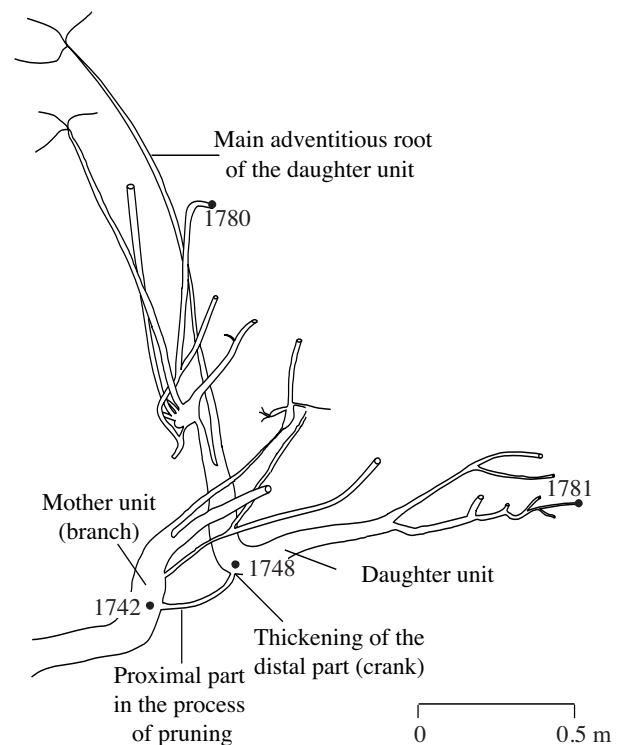 Main adventitious root
of the daughter unit
1780
1781
Mother unit
(branch)
1748
Daughter unit
1742
Thickening of the
distal part (crank)
Proximal part
in the process
of pruning
0
0.5 m